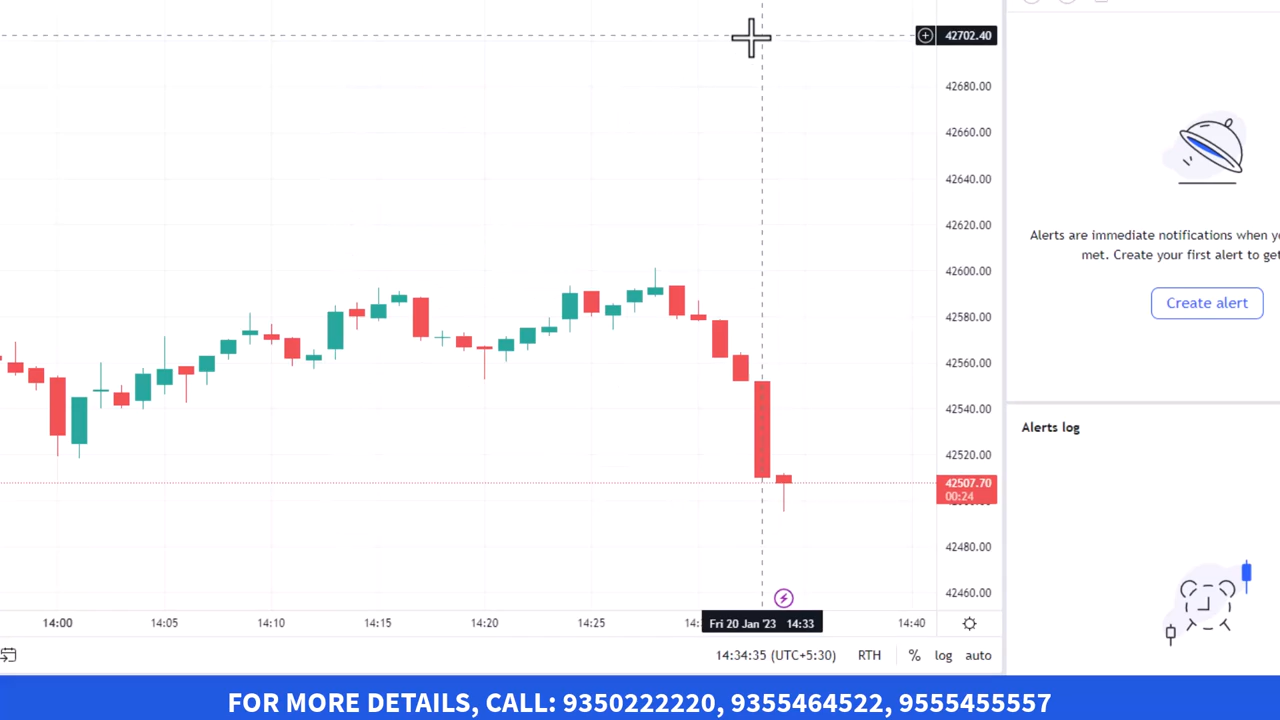 42702.40
42680.00
42660.00
42640.00
42620.00
42600.00
42580.00
42560.00
42540.00
42520.00
42507.70
00:24
42480.00
42460.00
14:00 14:05 14:10 14:15 14:20 14:25 Fri 20 Jan '23 14:33 14:40
14:34:35 (UTC+5:30) RTH % log auto
Alerts are immediate notifications when
met. Create your first alert to
Create alert
Alerts log
FOR MORE DETAILS, CALL: 9350222220, 9355464522, 9555455557